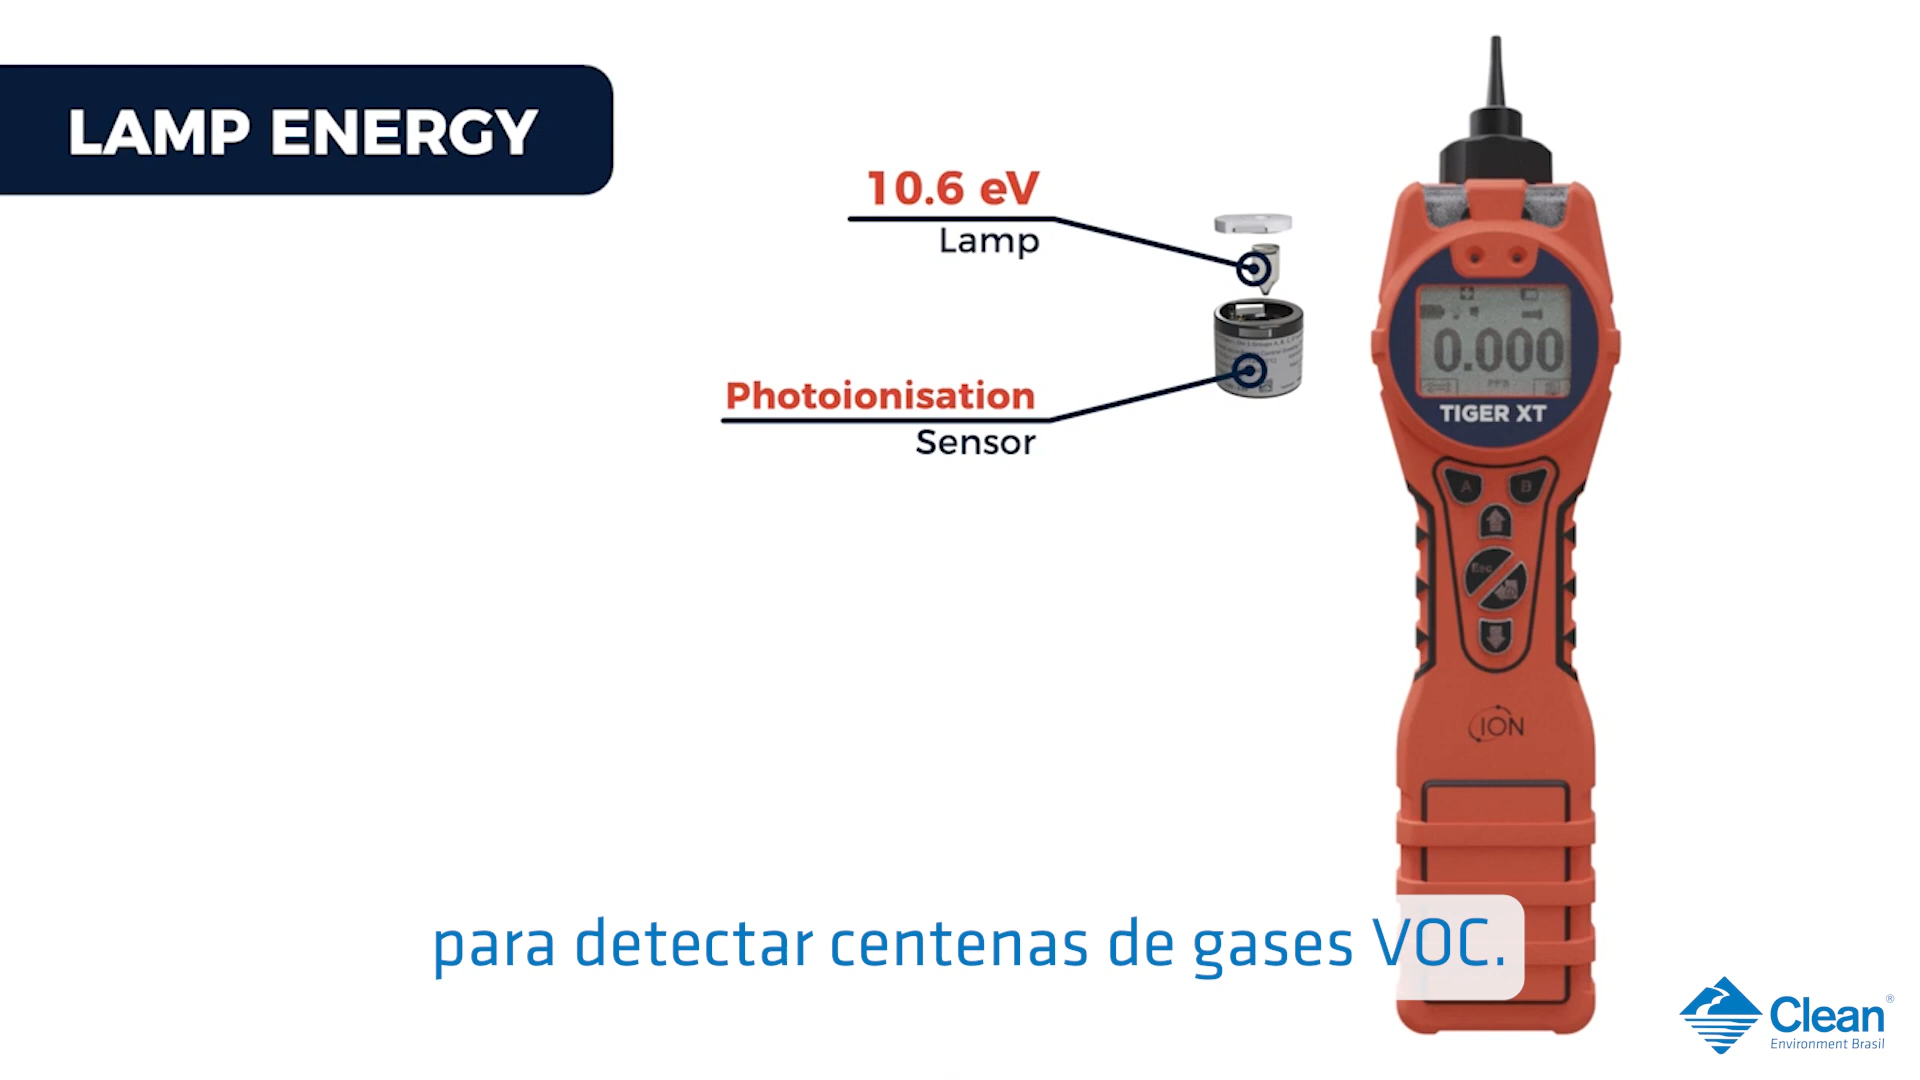 LAMP ENERGY
10.6 eV
Lamp
Photoionisation
Sensor
0.000
TIGER XT
A B
Esc
ION
para detectar centenas de gases VOC.
Clean®
Environment Brasil